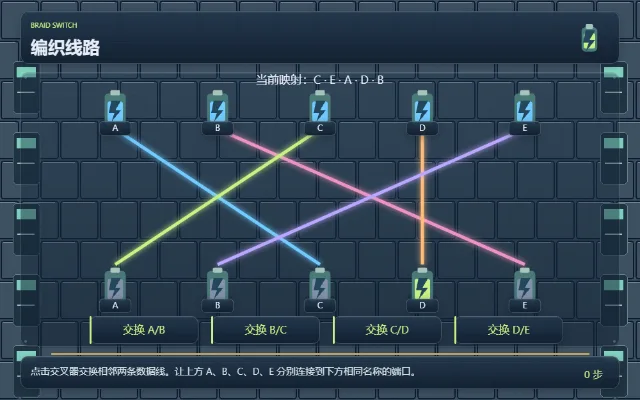 BRAID SWITCH
编织线路
当前映射：C · E · A · D · B
A B C D E
A B C D E
交换 A/B 交换 B/C 交换 C/D 交换 D/E
点击交叉器交换相邻两条数据线。让上方 A、B、C、D、E 分别连接到下方相同名称的端口。
0 步